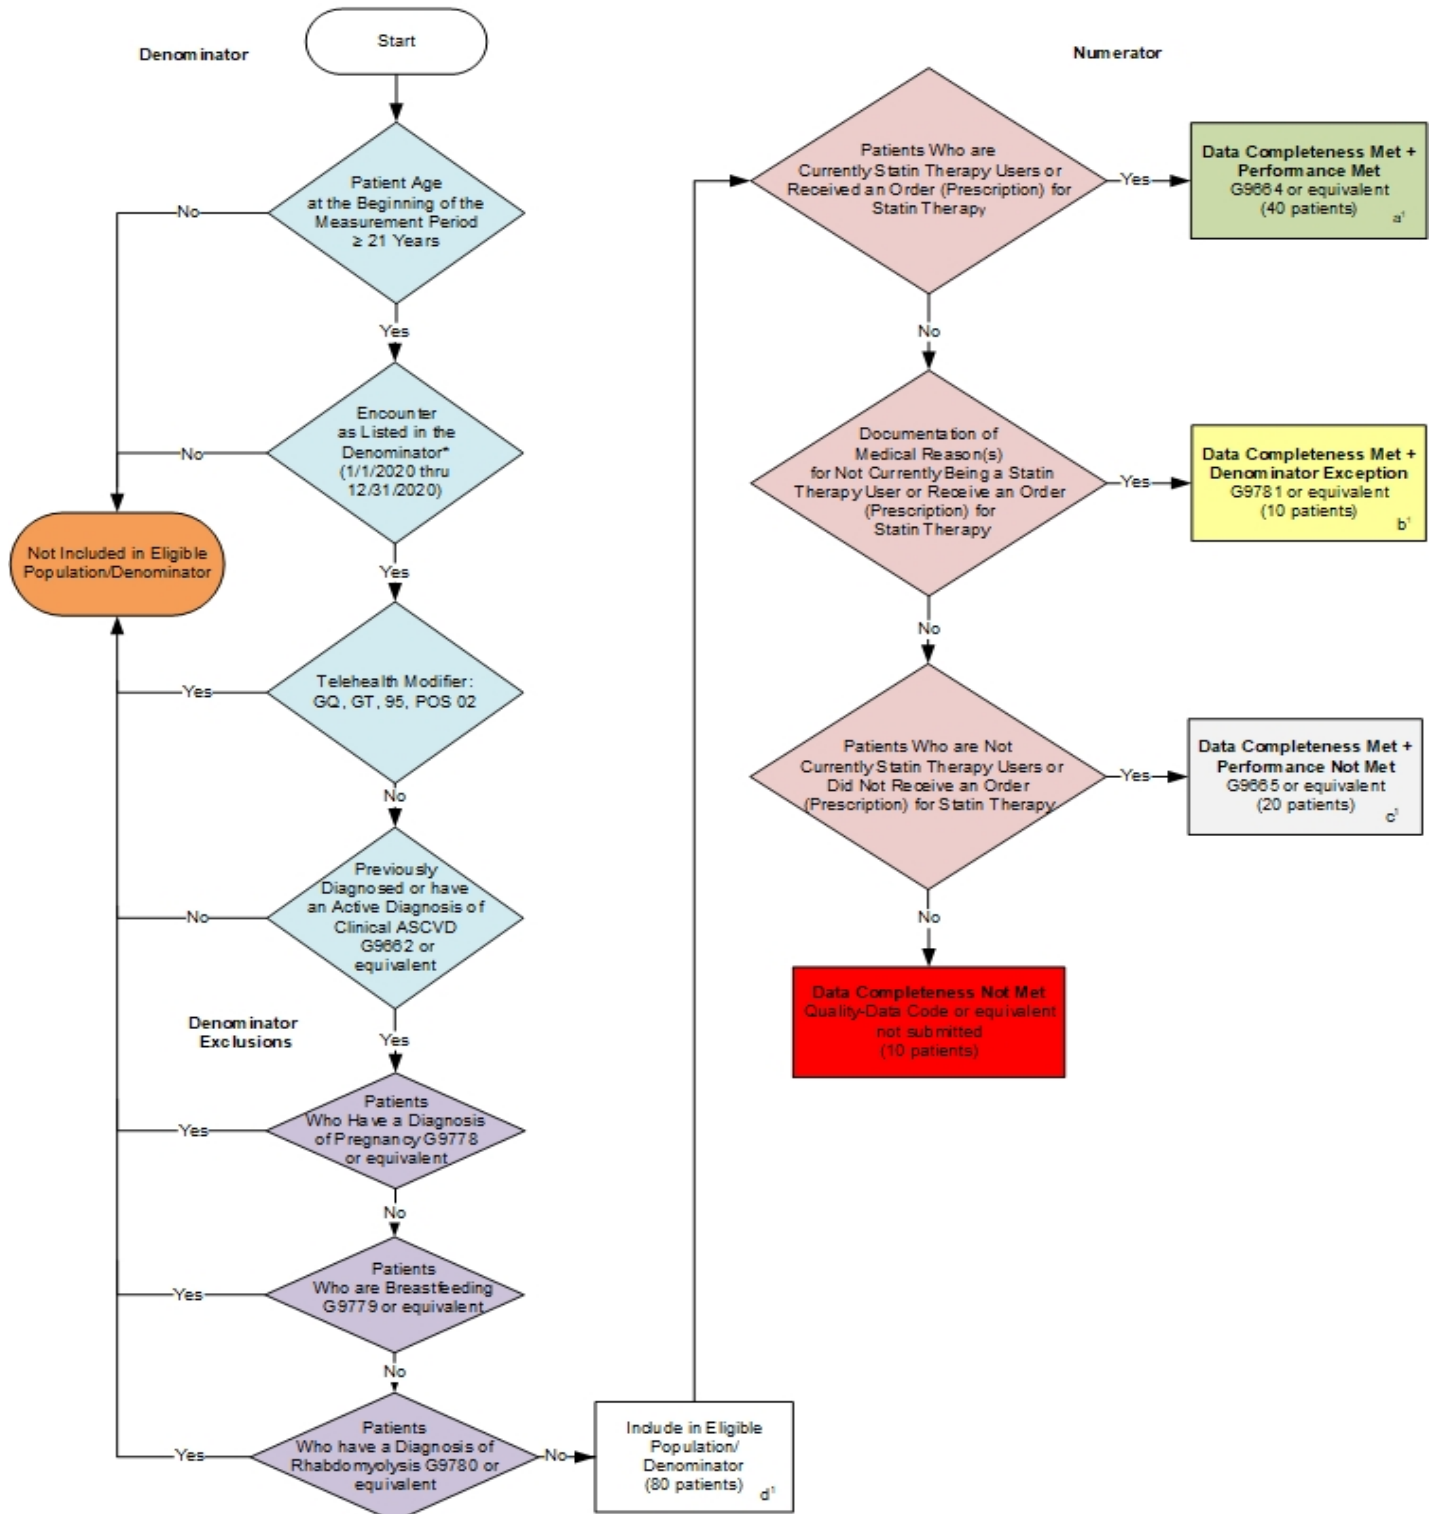 Denominator
Start
Patient Age
at the Beginning of the
Measurement Period
≥ 21 Years
No
Yes
Encounter
as Listed in the
Denominator*
(1/1/2020 thru
12/31/2020)
No
Not Included in Eligible
Population/Denominator
Yes
Telehealth Modifier:
GQ, GT, 95, POS 02
Yes
No
Previously
Diagnosed or have
an Active Diagnosis of
Clinical ASCVD
G9662 or
equivalent
No
Denominator
Exclusions
Yes
Patients
Who Have a Diagnosis
of Pregnancy G9778
or equivalent
Yes
No
Patients
Who are Breastfeeding
G9779 or equivalent
Yes
No
Patients
Who have a Diagnosis of
Rhabdomyolysis G9780 or
equivalent
Yes
No
Include in Eligible
Population/
Denominator
(80 patients)
d¹
Numerator
Patients Who are
Currently Statin Therapy Users or
Received an Order (Prescription) for
Statin Therapy
Yes
Data Completeness Met +
Performance Met
G9664 or equivalent
(40 patients)
a¹
No
Documentation of
Medical Reason(s)
for Not Currently Being a Statin
Therapy User or Receive an Order
(Prescription) for
Statin Therapy
Yes
Data Completeness Met +
Denominator Exception
G9781 or equivalent
(10 patients)
b¹
No
Patients Who are Not
Currently Statin Therapy Users or
Did Not Receive an Order
(Prescription) for Statin Therapy
Yes
Data Completeness Met +
Performance Not Met
G9665 or equivalent
(20 patients)
c¹
No
Data Completeness Not Met
Quality-Data Code or equivalent
not submitted
(10 patients)